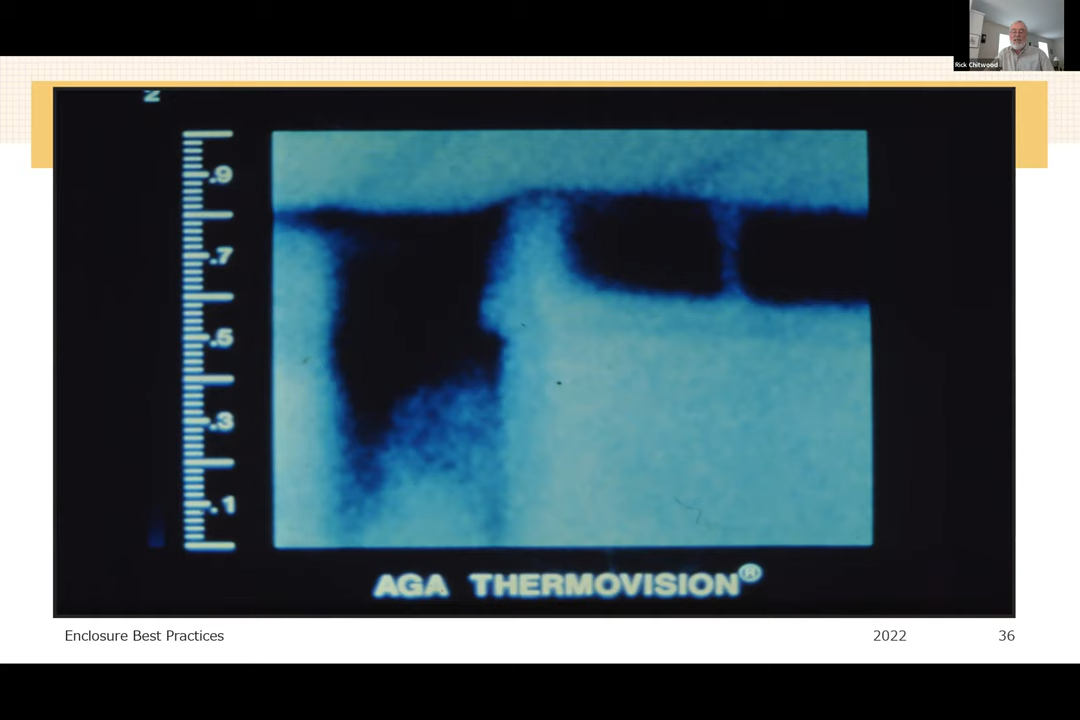 Rick Chitwood
N
.9
.7
.5
.3
.1
AGA THERMOVISION®
Enclosure Best Practices
2022
36